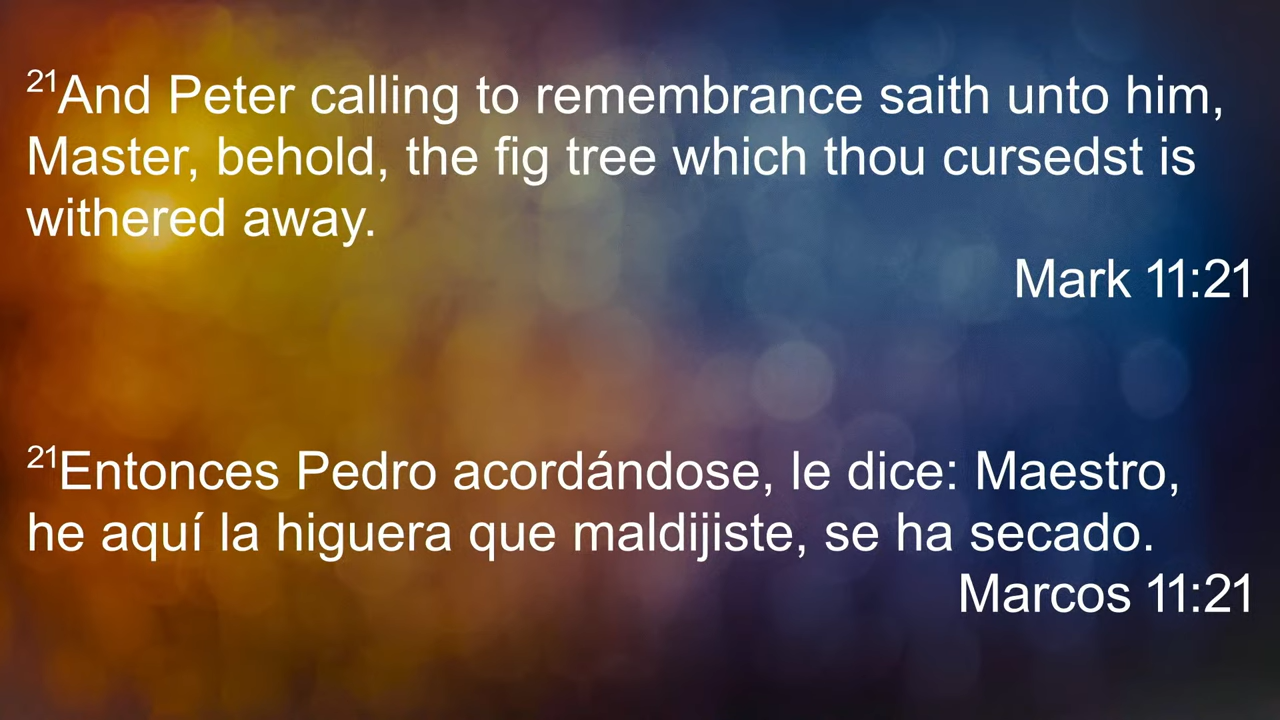 21And Peter calling to remembrance saith unto him,
Master, behold, the fig tree which thou cursedst is
withered away.
Mark 11:21
21Entonces Pedro acordándose, le dice: Maestro,
he aquí la higuera que maldijiste, se ha secado.
Marcos 11:21